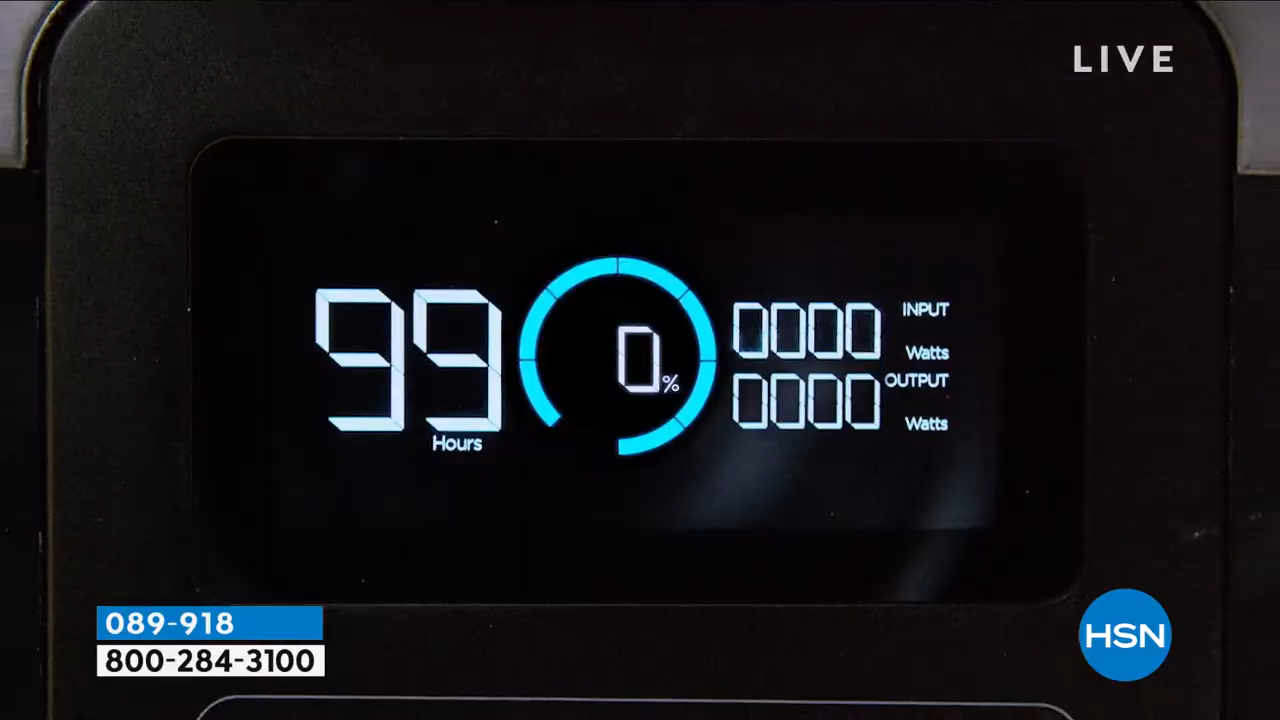 LIVE
99
Hours
0%
0000 INPUT
Watts
0000 OUTPUT
Watts
089-918
800-284-3100
HSN